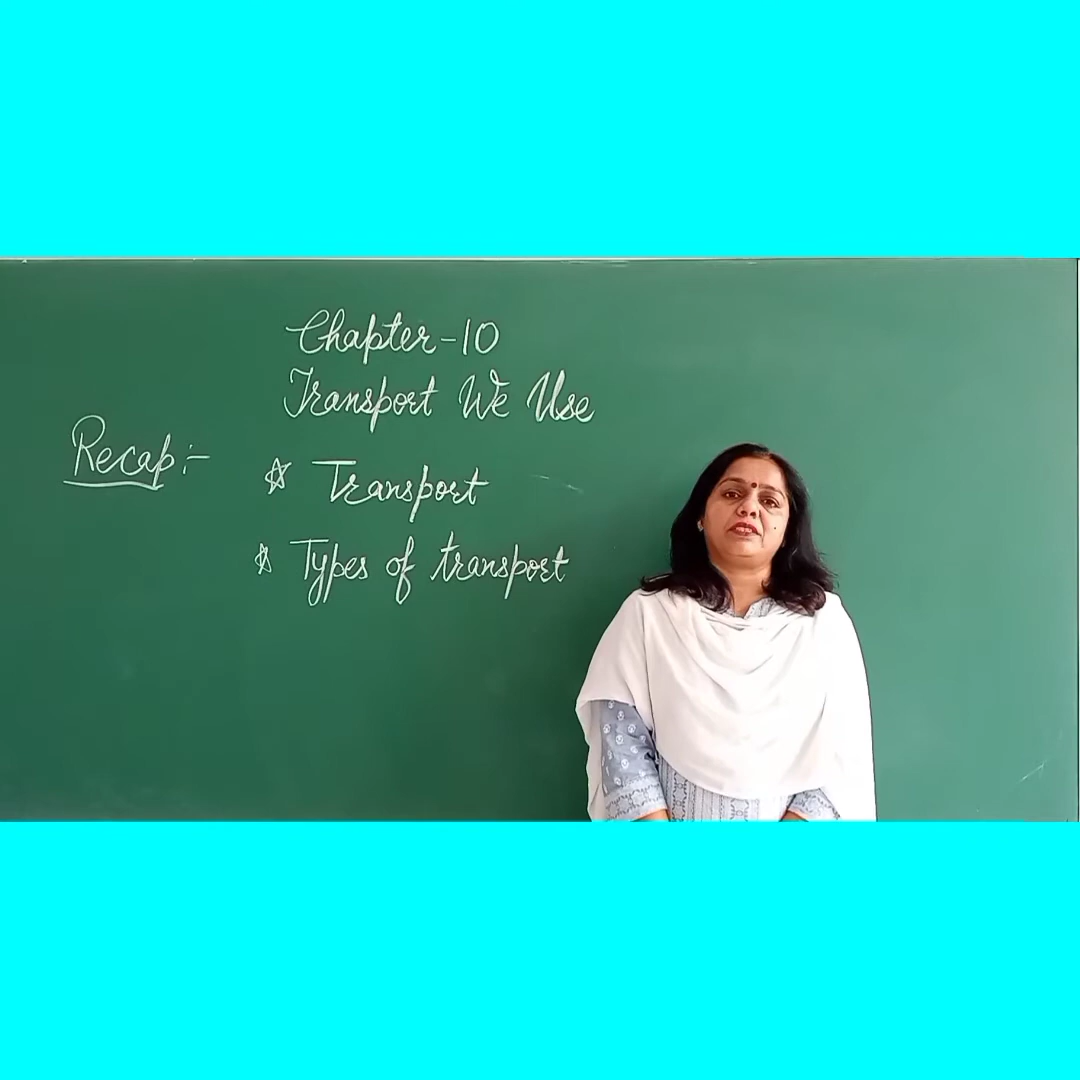 Chapter-10
Transport We Use
Recap:-
☆ Transport
☆ Types of transport